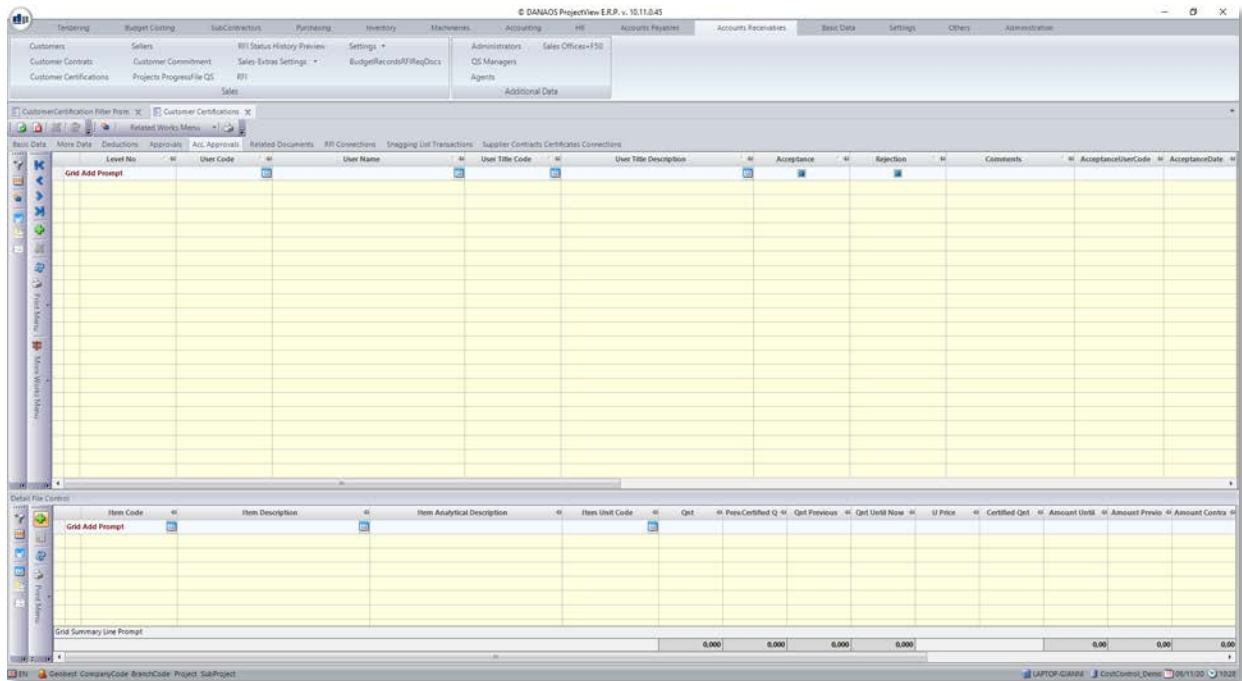 dp
© DANAOS ProjectView E.R.P. v. 10.11.0.45
Tendering Budget Costing SubContractors Purchasing Inventory Machineries Accounting HR Accounts Payables Accounts Receivables Basic Data Settings Others Administration
Customers Sellers RFI Status History Preview Settings Administrators Sales Offices=F50
Customer Contrats Customer Commitment Sales-Extras Settings BudgetRecordsRFIReqDocs QS Managers
Customer Certifications Projects ProgressFile QS RFI Agents
Sales Additional Data
CustomerCertification Filter From X Customer Certifications X
Related Works Menu
Basic Data More Data Deductions Approvals Acc. Approvals Related Documents RFI Connections Snagging List Transactions Supplier Contracts Certificates Connections
Level No User Code User Name User Title Code User Title Description Acceptance Rejection Comments AcceptanceUserCode AcceptanceDate
Grid Add Prompt
Print Menu
More Works Menu
Detail File Control
Item Code Item Description Item Analytical Description Item Unit Code Qnt Prev.Certified Q Qnt Previous Qnt Until Now U Price Certified Qnt Amount Until Amount Previo Amount Contra
Grid Add Prompt
Print Menu
Grid Summary Line Prompt
0,000 0,000 0,000 0,000 0,00 0,00 0,00
EN Geobest CompanyCode BranchCode Project SubProject LAPTOP-GIANNI CostControl_Demo 09/11/20 10:28